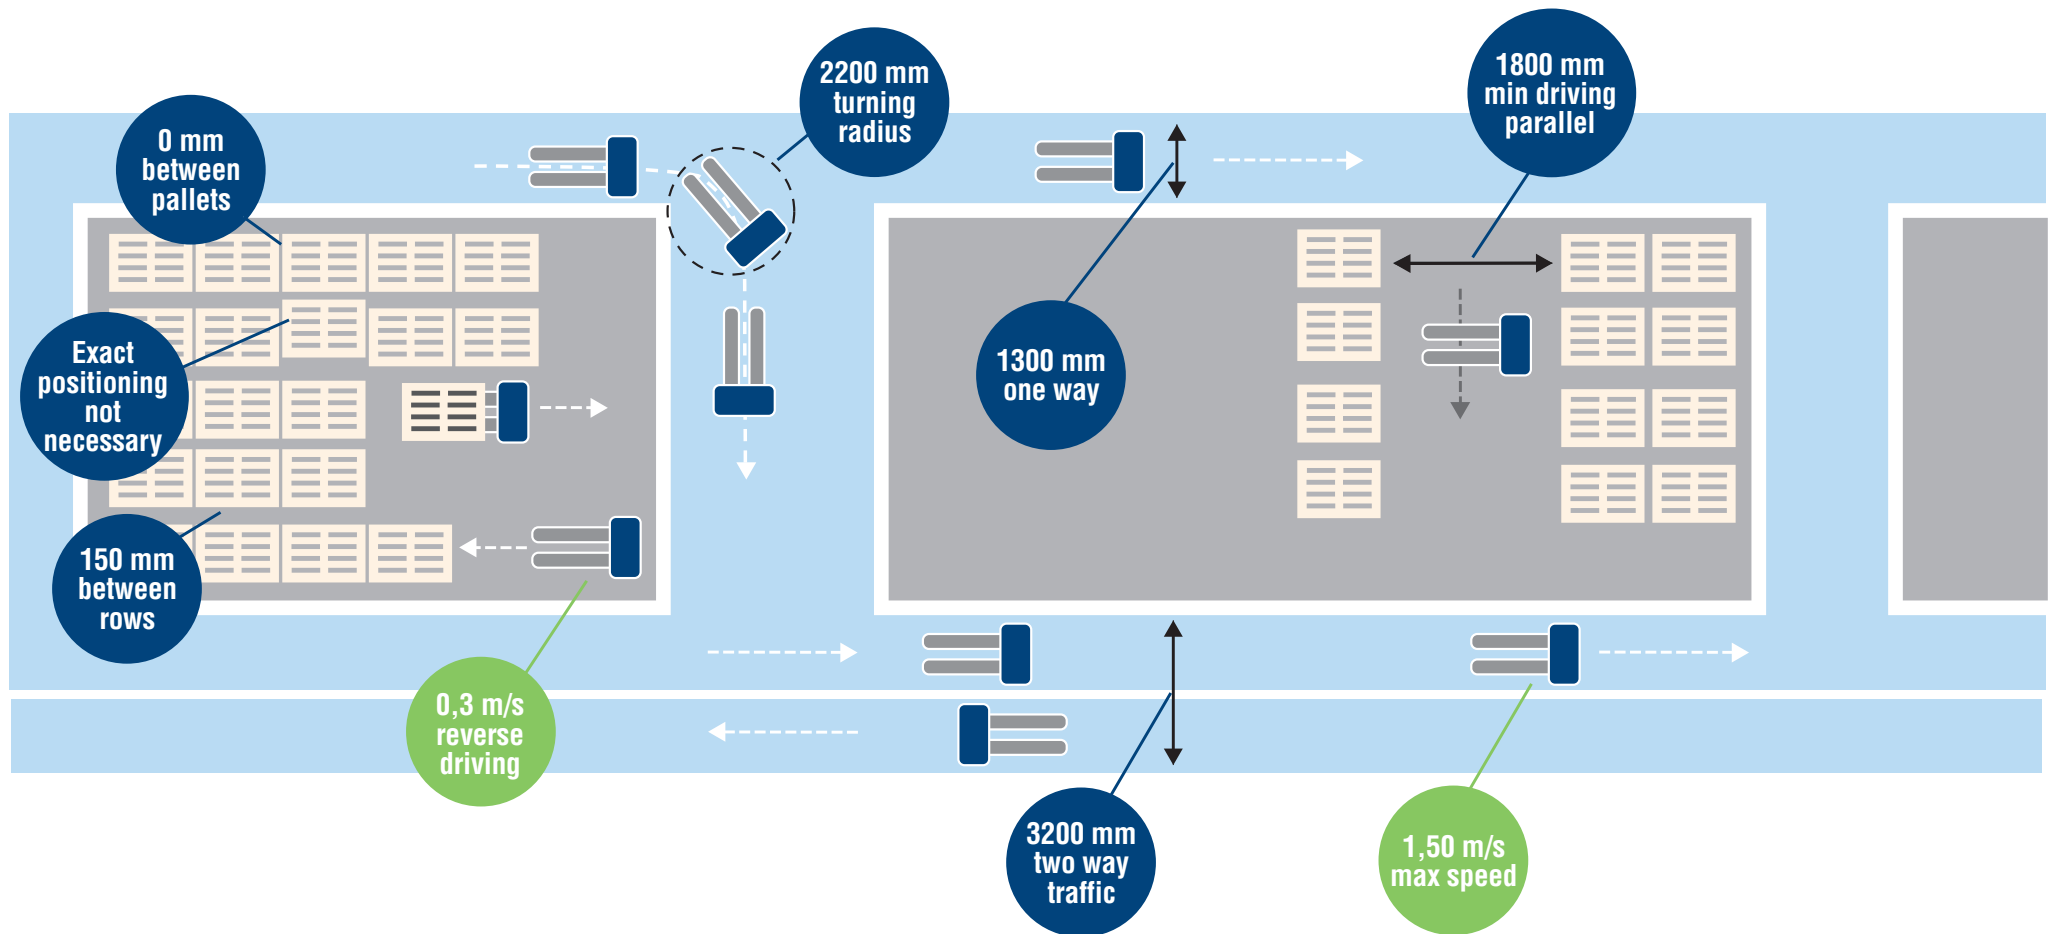 0 mm
between
pallets
2200 mm
turning
radius
1800 mm
min driving
parallel
Exact
positioning
not
necessary
1300 mm
one way
150 mm
between
rows
0,3 m/s
reverse
driving
3200 mm
two way
traffic
1,50 m/s
max speed